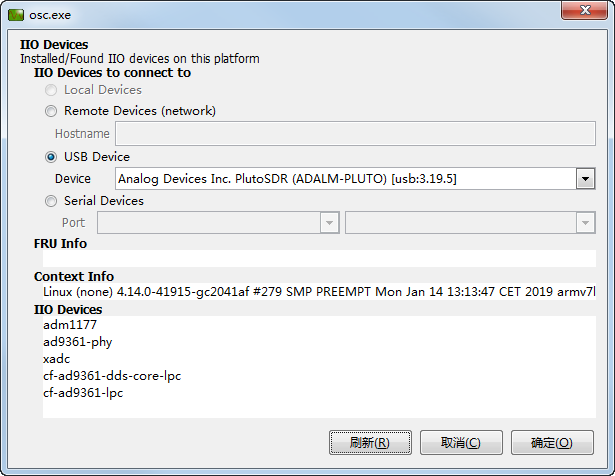 osc.exe
IIO Devices
Installed/Found IIO devices on this platform
IIO Devices to connect to
Local Devices
Remote Devices (network)
Hostname
USB Device
Device Analog Devices Inc. PlutoSDR (ADALM-PLUTO) [usb:3.19.5]
Serial Devices
Port
FRU Info
Context Info
Linux (none) 4.14.0-41915-gc2041af #279 SMP PREEMPT Mon Jan 14 13:13:47 CET 2019 armv7l
IIO Devices
adm1177
ad9361-phy
xadc
cf-ad9361-dds-core-lpc
cf-ad9361-lpc
刷新(R) 取消(C) 确定(O)